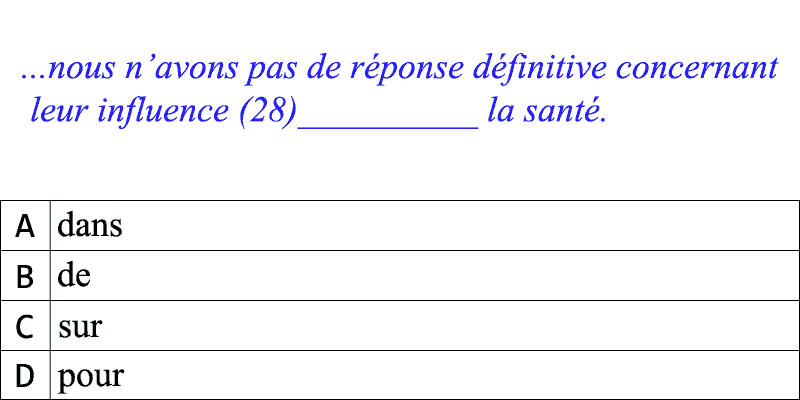 ...nous n’avons pas de réponse définitive concernant
leur influence (28)__________ la santé.
A dans
B de
C sur
D pour